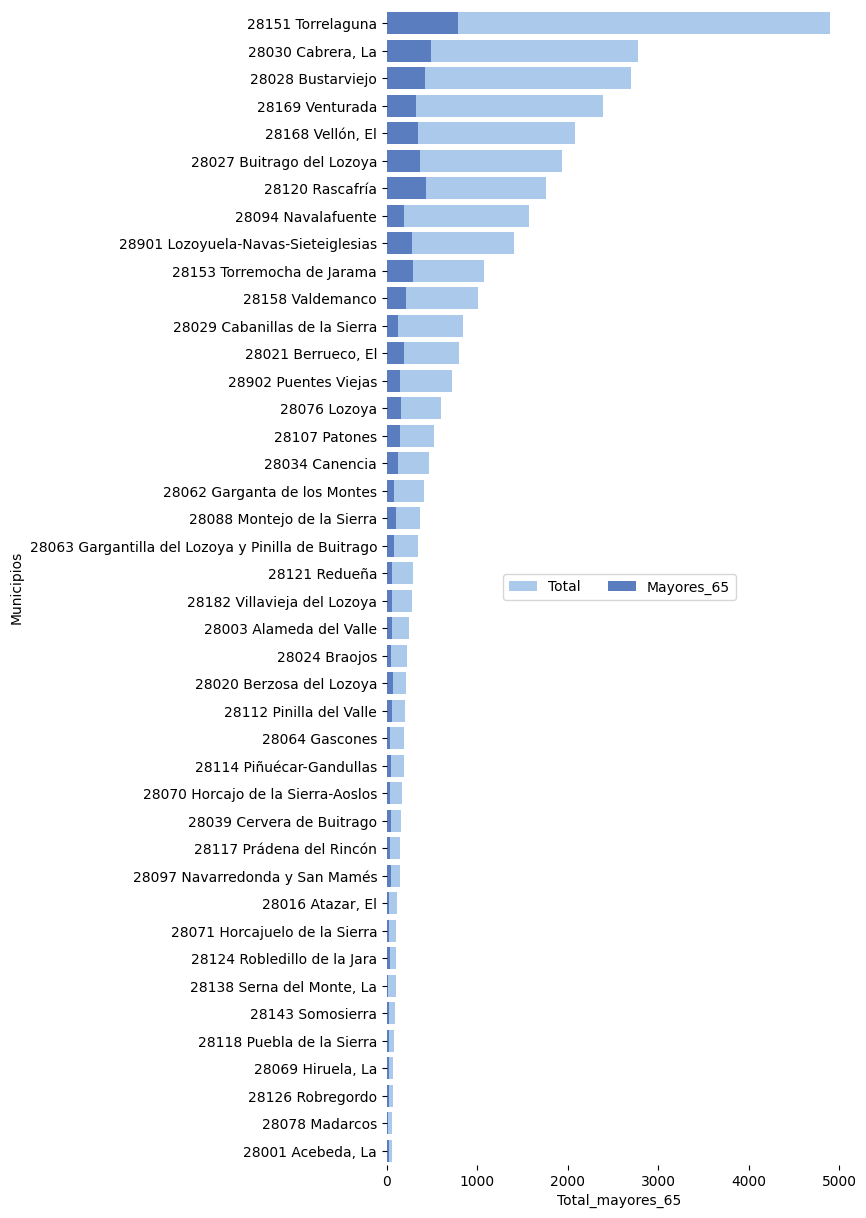 28151 Torrelaguna
28030 Cabrera, La
28028 Bustarviejo
28169 Venturada
28168 Vellón, El
28027 Buitrago del Lozoya
28120 Rascafría
28094 Navalafuente
28901 Lozoyuela-Navas-Sieteiglesias
28153 Torremocha de Jarama
28158 Valdemanco
28029 Cabanillas de la Sierra
28021 Berrueco, El
28902 Puentes Viejas
28076 Lozoya
28107 Patones
28034 Canencia
28062 Garganta de los Montes
28088 Montejo de la Sierra
28063 Gargantilla del Lozoya y Pinilla de Buitrago
28121 Redueña
28182 Villavieja del Lozoya
28003 Alameda del Valle
28024 Braojos
28020 Berzosa del Lozoya
28112 Pinilla del Valle
28064 Gascones
28114 Piñuécar-Gandullas
28070 Horcajo de la Sierra-Aoslos
28039 Cervera de Buitrago
28117 Prádena del Rincón
28097 Navarredonda y San Mamés
28016 Atazar, El
28071 Horcajuelo de la Sierra
28124 Robledillo de la Jara
28138 Serna del Monte, La
28143 Somosierra
28118 Puebla de la Sierra
28069 Hiruela, La
28126 Robregordo
28078 Madarcos
28001 Acebeda, La
Municipios
Total Mayores_65
0 1000 2000 3000 4000 5000
Total_mayores_65